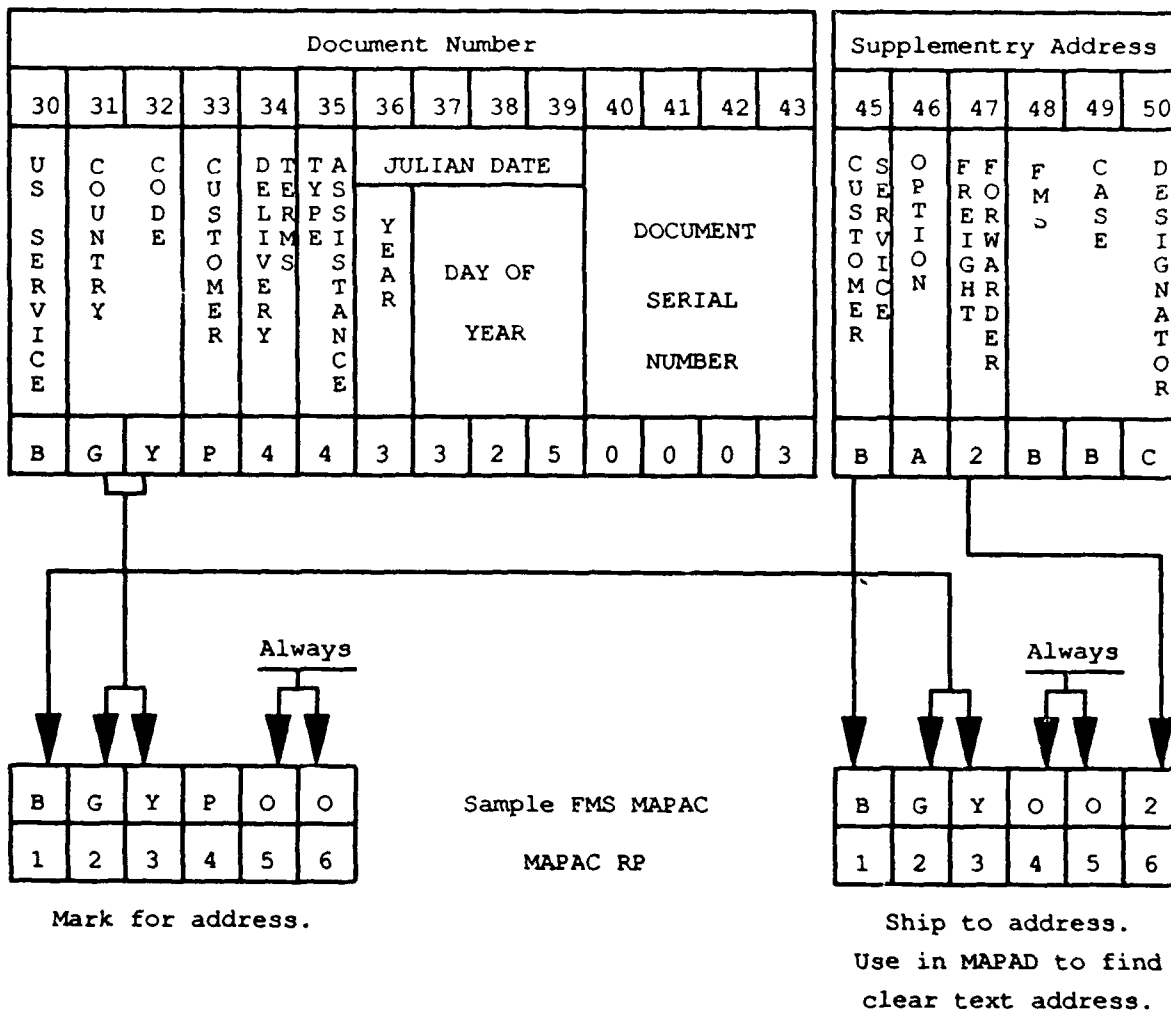 Document Number
Supplementry Address
30 31 32 33 34 35 36 37 38 39 40 41 42 43
45 46 47 48 49 50
US SERVICE
COUNTRY
CODE
CUSTOMER
DELIVERY
TERMS
TYPE
ASSISTANCE
JULIAN DATE
YEAR
DAY OF
YEAR
DOCUMENT
SERIAL
NUMBER
CUSTOMER
SERVICE
OPTION
FREIGHT
FORWARDER
FMS
CASE
DESIGNATOR
B G Y P 4 4 3 3 2 5 0 0 0 3
B A 2 B B C
Always
Always
B G Y P O O
Sample FMS MAPAC
B G Y O O 2
1 2 3 4 5 6
MAPAC RP
1 2 3 4 5 6
Mark for address.
Ship to address.
Use in MAPAD to find
clear text address.